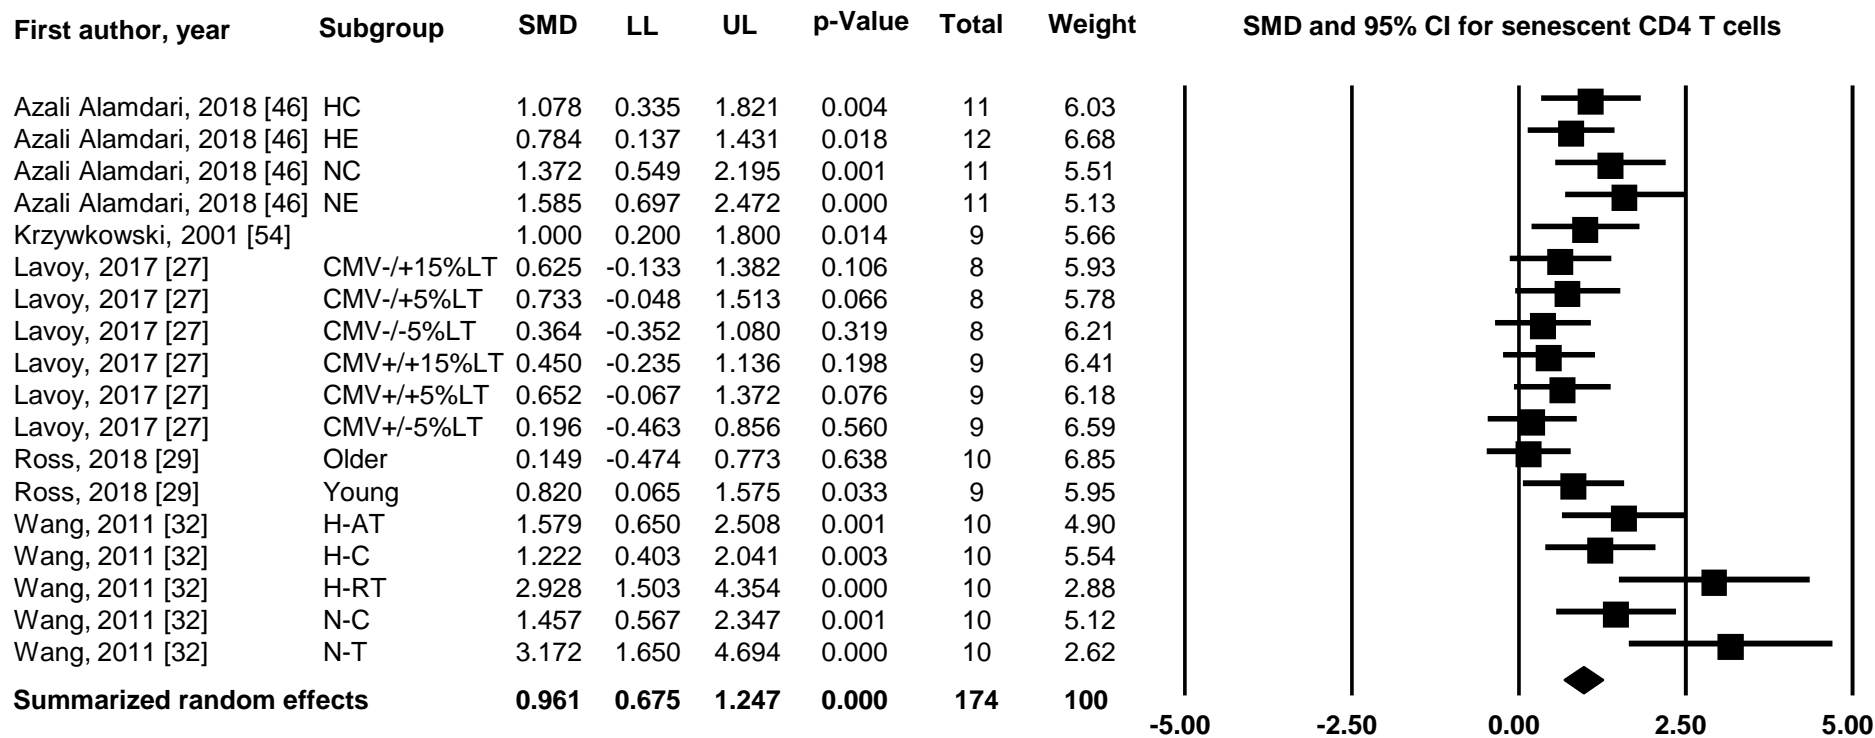 First author, year Subgroup SMD LL UL p-Value Total Weight SMD and 95% CI for senescent CD4 T cells
Azali Alamdari, 2018 [46] HC 1.078 0.335 1.821 0.004 11 6.03
Azali Alamdari, 2018 [46] HE 0.784 0.137 1.431 0.018 12 6.68
Azali Alamdari, 2018 [46] NC 1.372 0.549 2.195 0.001 11 5.51
Azali Alamdari, 2018 [46] NE 1.585 0.697 2.472 0.000 11 5.13
Krzywkowski, 2001 [54] 1.000 0.200 1.800 0.014 9 5.66
Lavoy, 2017 [27] CMV-/+15%LT 0.625 -0.133 1.382 0.106 8 5.93
Lavoy, 2017 [27] CMV-/+5%LT 0.733 -0.048 1.513 0.066 8 5.78
Lavoy, 2017 [27] CMV-/-5%LT 0.364 -0.352 1.080 0.319 8 6.21
Lavoy, 2017 [27] CMV+/+15%LT 0.450 -0.235 1.136 0.198 9 6.41
Lavoy, 2017 [27] CMV+/+5%LT 0.652 -0.067 1.372 0.076 9 6.18
Lavoy, 2017 [27] CMV+/-5%LT 0.196 -0.463 0.856 0.560 9 6.59
Ross, 2018 [29] Older 0.149 -0.474 0.773 0.638 10 6.85
Ross, 2018 [29] Young 0.820 0.065 1.575 0.033 9 5.95
Wang, 2011 [32] H-AT 1.579 0.650 2.508 0.001 10 4.90
Wang, 2011 [32] H-C 1.222 0.403 2.041 0.003 10 5.54
Wang, 2011 [32] H-RT 2.928 1.503 4.354 0.000 10 2.88
Wang, 2011 [32] N-C 1.457 0.567 2.347 0.001 10 5.12
Wang, 2011 [32] N-T 3.172 1.650 4.694 0.000 10 2.62
Summarized random effects 0.961 0.675 1.247 0.000 174 100
-5.00 -2.50 0.00 2.50 5.00